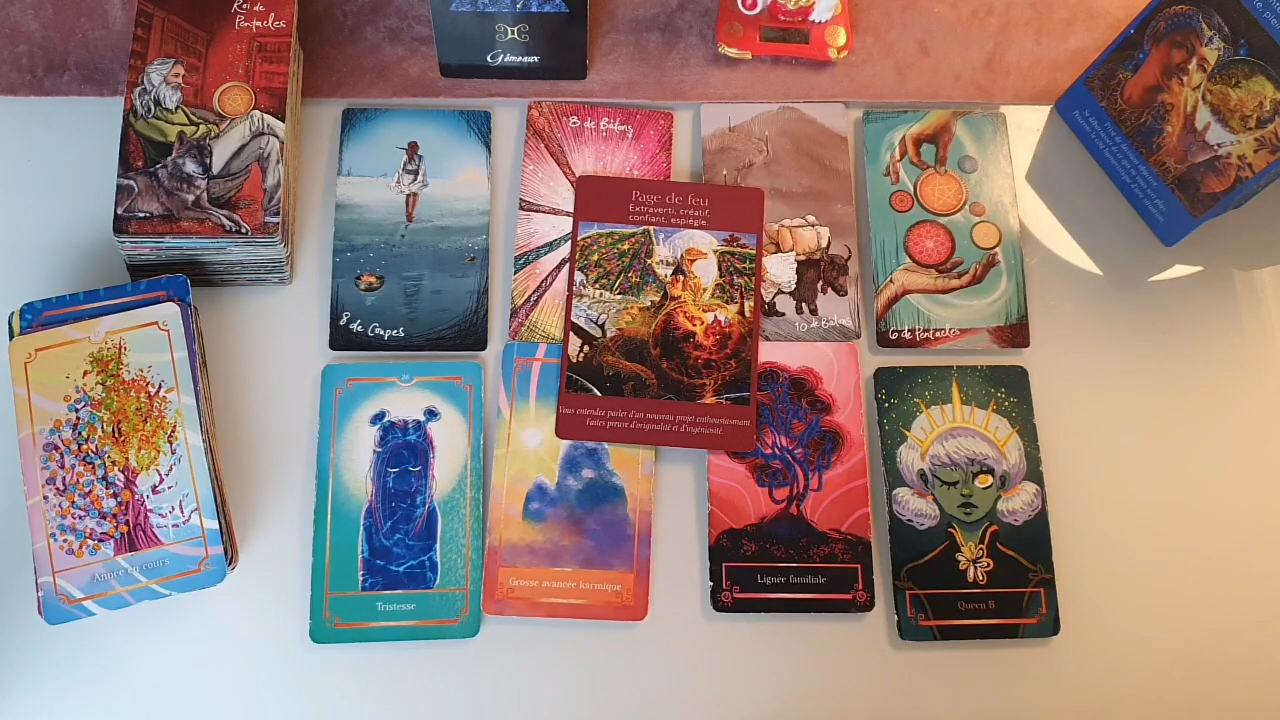 Roi de
Pentacles
Gémeaux
8 de Coupes
8 de Bâtons
10 de Bâtons
6 de Pentacles
Page de feu
Extraverti, créatif,
confiant, espiègle.
Vous entendez parler d'un nouveau projet enthousiasmant.
Faites preuve d'originalité et d'ingéniosité.
Année en cours
26
Tristesse
Grosse avancée karmique
Lignée familiale
Queen B